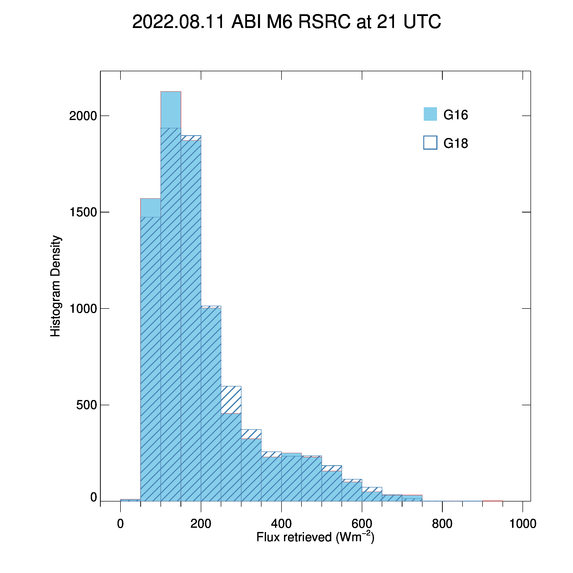 2022.08.11 ABI M6 RSRC at 21 UTC
G16
G18
2000
1500
1000
500
0
Histogram Density
0 200 400 600 800 1000
Flux retrieved (Wm⁻²)